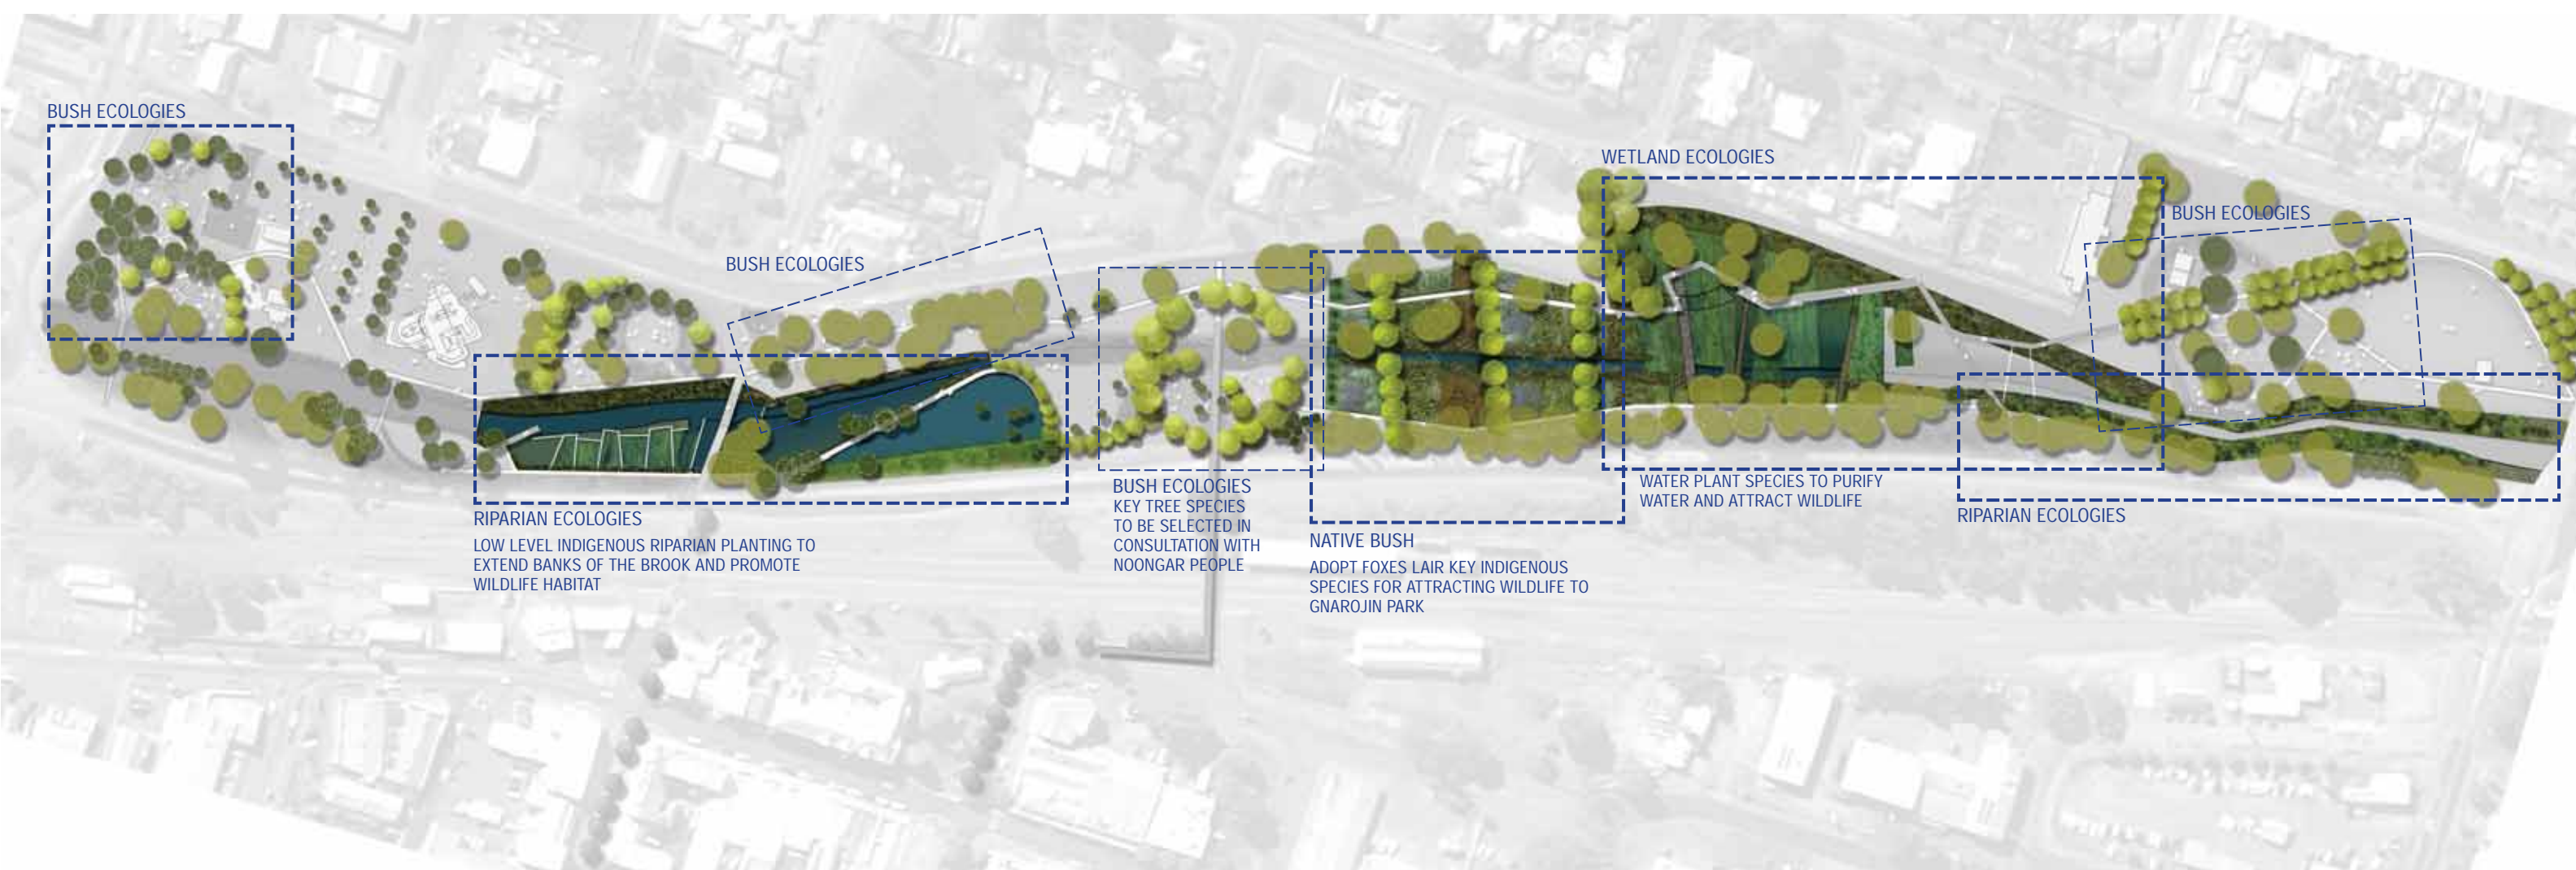 BUSH ECOLOGIES
BUSH ECOLOGIES
RIPARIAN ECOLOGIES
LOW LEVEL INDIGENOUS RIPARIAN PLANTING TO
EXTEND BANKS OF THE BROOK AND PROMOTE
WILDLIFE HABITAT
BUSH ECOLOGIES
KEY TREE SPECIES
TO BE SELECTED IN
CONSULTATION WITH
NOONGAR PEOPLE
NATIVE BUSH
ADOPT FOXES LAIR KEY INDIGENOUS
SPECIES FOR ATTRACTING WILDLIFE TO
GNAROJIN PARK
WETLAND ECOLOGIES
WATER PLANT SPECIES TO PURIFY
WATER AND ATTRACT WILDLIFE
BUSH ECOLOGIES
RIPARIAN ECOLOGIES